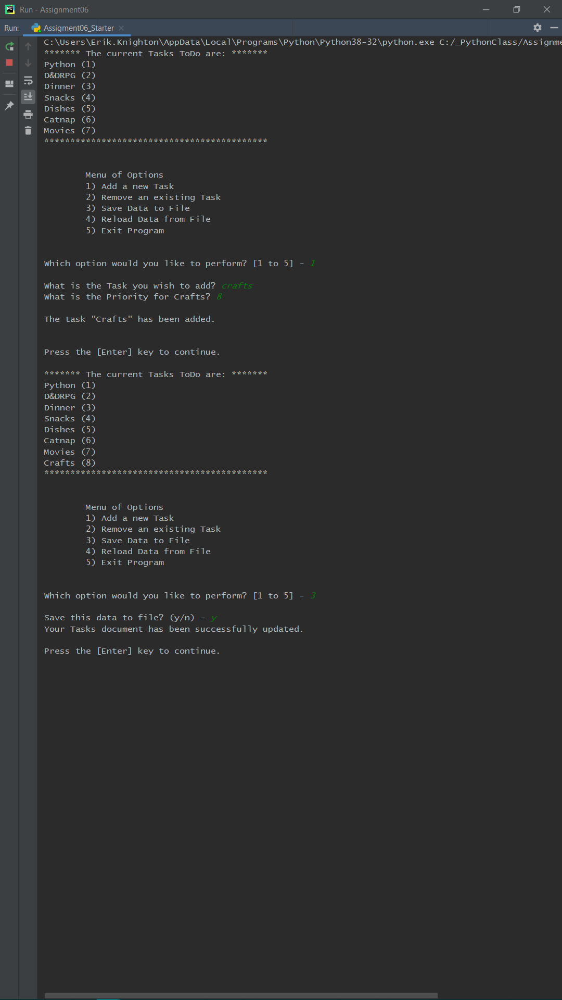 PC Run - Assignment06
Run: Assigment06_Starter
C:\Users\Erik.Knighton\AppData\Local\Programs\Python\Python38-32\python.exe C:/_PythonClass/Assignme
******* The current Tasks ToDo are: *******
Python (1)
D&DRPG (2)
Dinner (3)
Snacks (4)
Dishes (5)
Catnap (6)
Movies (7)
*******************************************
Menu of Options
1) Add a new Task
2) Remove an existing Task
3) Save Data to File
4) Reload Data from File
5) Exit Program
Which option would you like to perform? [1 to 5] - 1
What is the Task you wish to add? crafts
What is the Priority for Crafts? 8
The task "Crafts" has been added.
Press the [Enter] key to continue.
******* The current Tasks ToDo are: *******
Python (1)
D&DRPG (2)
Dinner (3)
Snacks (4)
Dishes (5)
Catnap (6)
Movies (7)
Crafts (8)
*******************************************
Menu of Options
1) Add a new Task
2) Remove an existing Task
3) Save Data to File
4) Reload Data from File
5) Exit Program
Which option would you like to perform? [1 to 5] - 3
Save this data to file? (y/n) - y
Your Tasks document has been successfully updated.
Press the [Enter] key to continue.